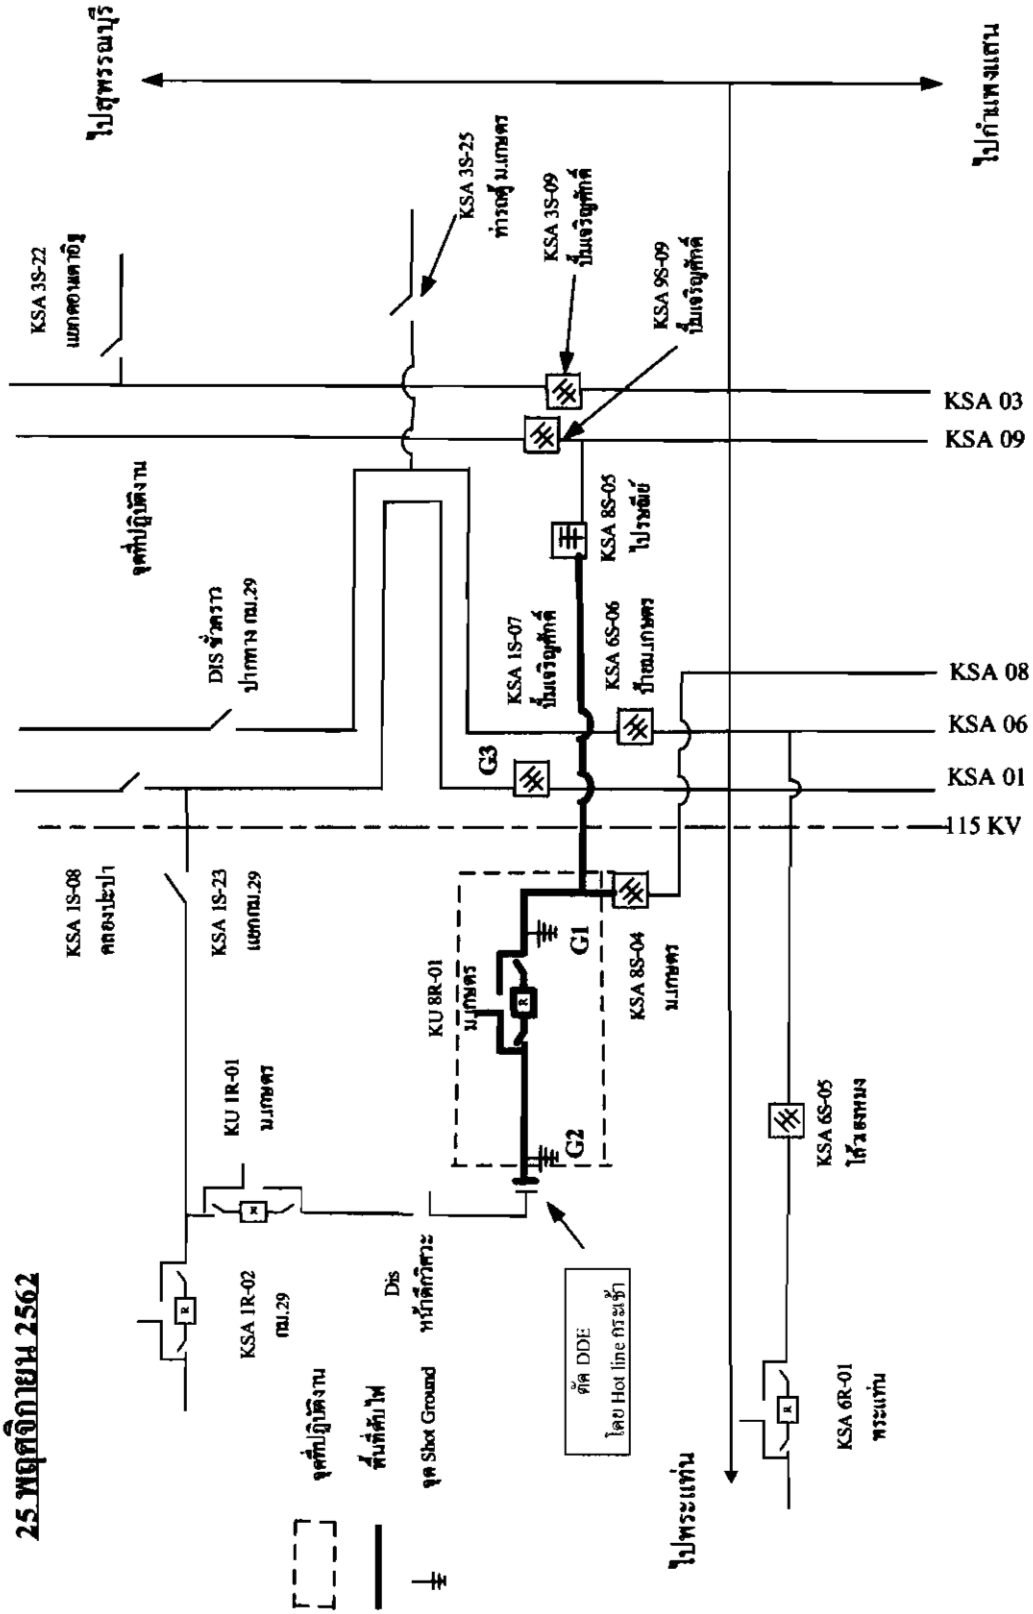 25 พฤศจิกายน 2562
ไปสุพรรณบุรี
ไปกำแพงแสน
ไปพระแท่น
KSA 3S-22
แยกดอนเตาอิฐ
KSA 3S-25
ท่ารถตู้ ม.เกษตร
KSA 3S-09
ปั๊มเจริญศักดิ์
KSA 9S-09
ปั๊มเจริญศักดิ์
KSA 03
KSA 09
KSA 08
KSA 06
KSA 01
115 KV
จุดที่ปฏิบัติงาน
DIS ชั่วคราว
ปากทาง กม.29
KSA 8S-05
ไปรษณีย์
KSA 1S-07
ปั๊มเจริญศักดิ์
KSA 6S-06
ป้ายม.เกษตร
G3
KSA 1S-08
คลองปะปา
KSA 1S-23
แยกกม.29
KU 8R-01
ม.เกษตร
R
G1
G2
KSA 8S-04
ม.เกษตร
KU 1R-01
ม.เกษตร
R
KSA 1R-02
กม.29
R
Dis
หน้าตึกวิศวะ
KSA 6S-05
KSA 6R-01
พระแท่น
R
ตัด DDE
โดย Hot line กระเช้า
จุดที่ปฏิบัติงาน
พื้นที่ดับไฟ
จุด Shot Ground